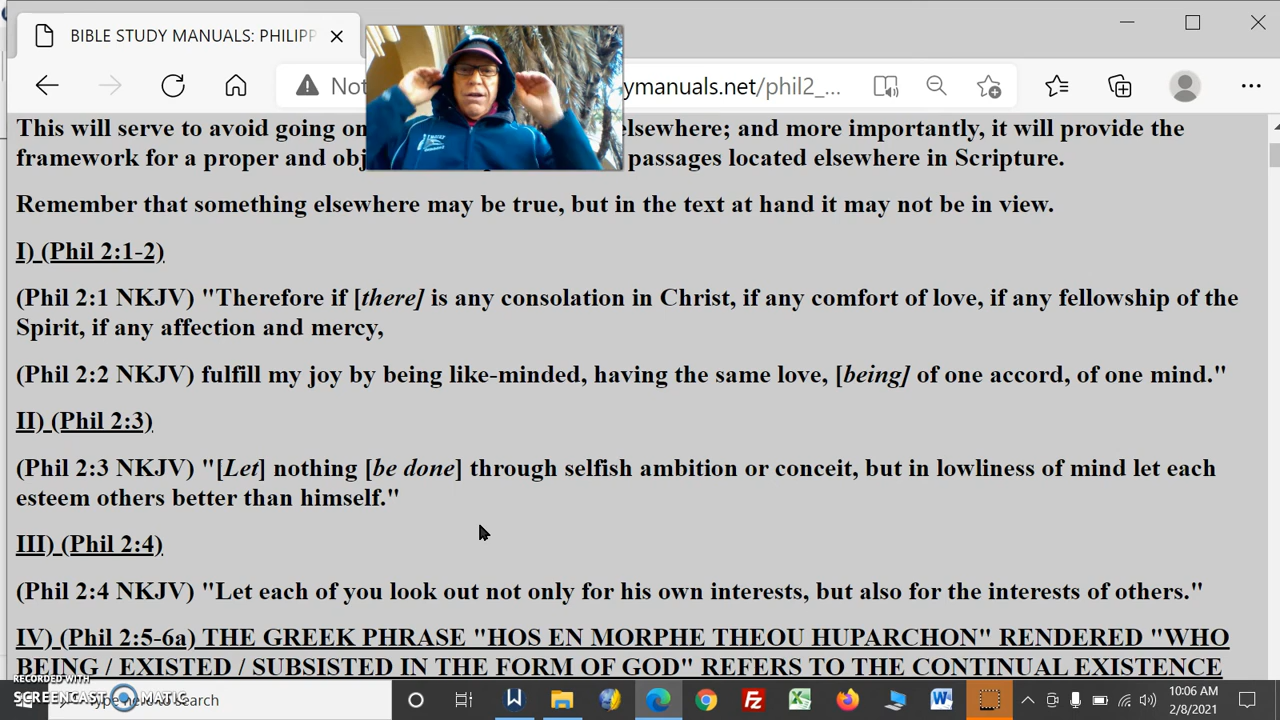 BIBLE STUDY MANUALS: PHILIPP
Not
ymanuals.net/phil2_...
This will serve to avoid going on elsewhere; and more importantly, it will provide the
framework for a proper and obj passages located elsewhere in Scripture.
Remember that something elsewhere may be true, but in the text at hand it may not be in view.
I) (Phil 2:1-2)
(Phil 2:1 NKJV) "Therefore if [there] is any consolation in Christ, if any comfort of love, if any fellowship of the
Spirit, if any affection and mercy,
(Phil 2:2 NKJV) fulfill my joy by being like-minded, having the same love, [being] of one accord, of one mind."
II) (Phil 2:3)
(Phil 2:3 NKJV) "[Let] nothing [be done] through selfish ambition or conceit, but in lowliness of mind let each
esteem others better than himself."
III) (Phil 2:4)
(Phil 2:4 NKJV) "Let each of you look out not only for his own interests, but also for the interests of others."
IV) (Phil 2:5-6a) THE GREEK PHRASE "HOS EN MORPHE THEOU HUPARCHON" RENDERED "WHO
BEING / EXISTED / SUBSISTED IN THE FORM OF GOD" REFERS TO THE CONTINUAL EXISTENCE
RECORDED WITH
SCREENCAST MATIC
Type here to search
10:06 AM
2/8/2021